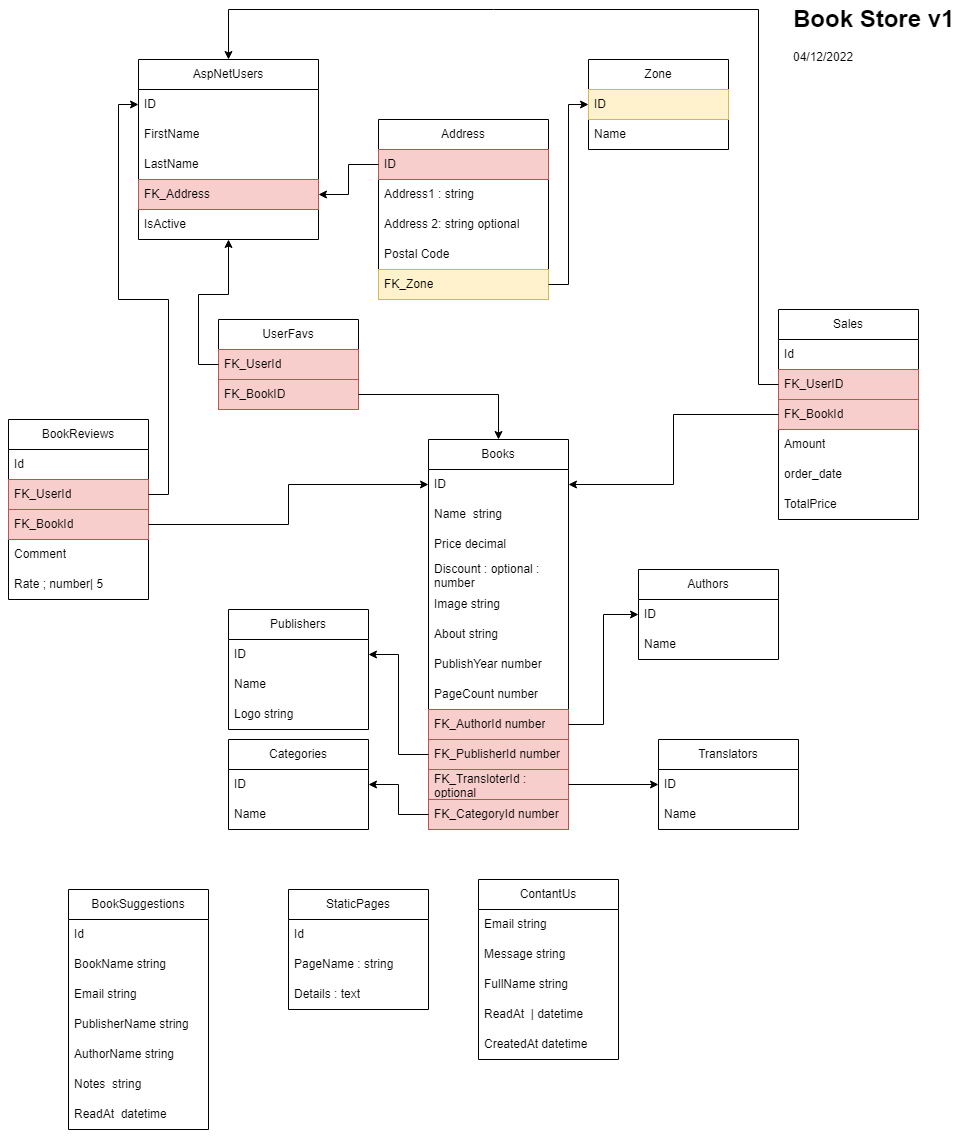 Book Store v1
04/12/2022
AspNetUsers
ID
FirstName
LastName
FK_Address
IsActive
Address
ID
Address1 : string
Address 2: string optional
Postal Code
FK_Zone
Zone
ID
Name
UserFavs
FK_UserId
FK_BookID
Sales
Id
FK_UserID
FK_BookId
Amount
order_date
TotalPrice
BookReviews
Id
FK_UserId
FK_BookId
Comment
Rate ; number| 5
Books
ID
Name  string
Price decimal
Discount : optional :
number
Image string
About string
PublishYear number
PageCount number
FK_AuthorId number
FK_PublisherId number
FK_TransloterId :
optional
FK_CategoryId number
Authors
ID
Name
Publishers
ID
Name
Logo string
Categories
ID
Name
Translators
ID
Name
BookSuggestions
Id
BookName string
Email string
PublisherName string
AuthorName string
Notes  string
ReadAt  datetime
StaticPages
Id
PageName : string
Details : text
ContantUs
Email string
Message string
FullName string
ReadAt  | datetime
CreatedAt datetime